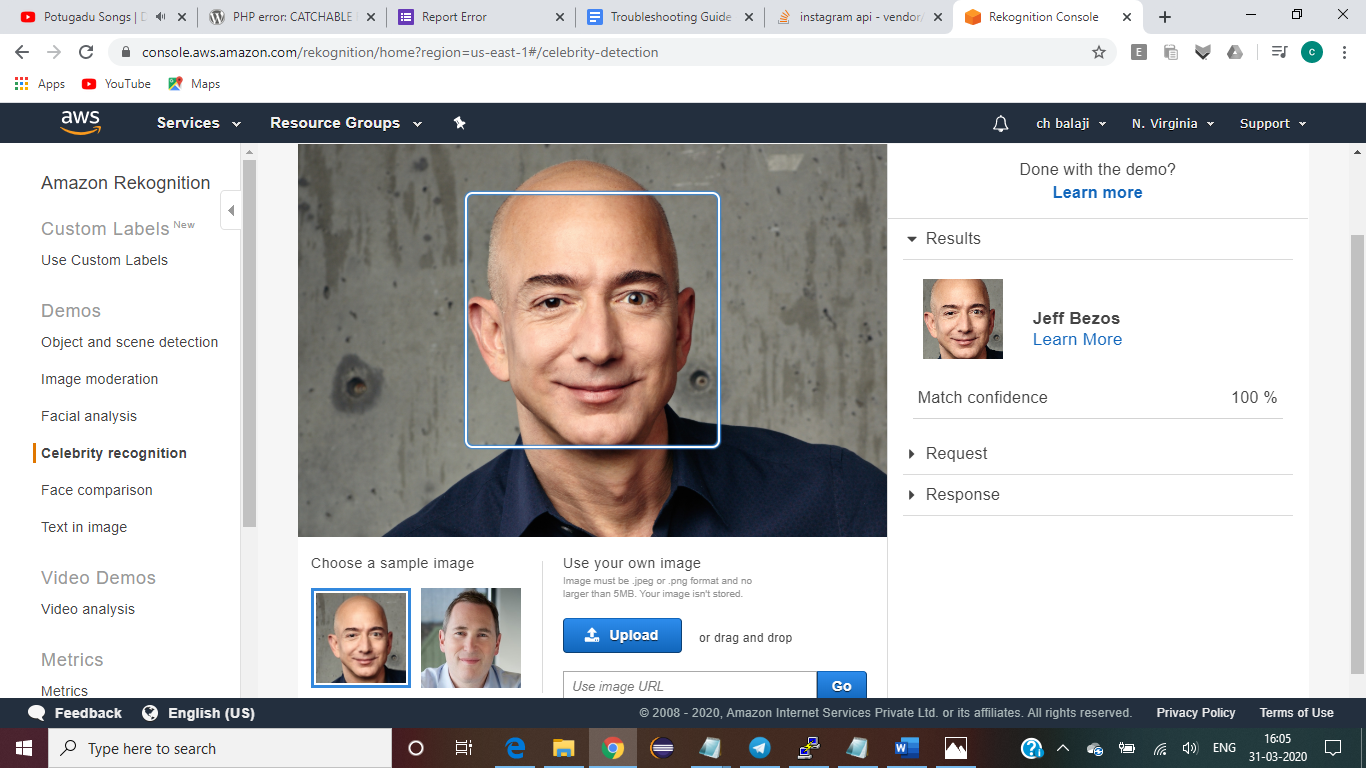 Potugadu Songs | D
PHP error: CATCHABLE
Report Error
Troubleshooting Guide
instagram api - vendor/
Rekognition Console
console.aws.amazon.com/rekognition/home?region=us-east-1#/celebrity-detection
E
c
Apps
YouTube
Maps
aws
Services
Resource Groups
ch balaji
N. Virginia
Support
Amazon Rekognition
Custom Labels New
Use Custom Labels
Demos
Object and scene detection
Image moderation
Facial analysis
Celebrity recognition
Face comparison
Text in image
Video Demos
Video analysis
Metrics
Metrics
Choose a sample image
Use your own image
Image must be .jpeg or .png format and no
larger than 5MB. Your image isn't stored.
Upload
or drag and drop
Use image URL
Go
Done with the demo?
Learn more
Results
Jeff Bezos
Learn More
Match confidence 100 %
Request
Response
Feedback
English (US)
© 2008 - 2020, Amazon Internet Services Private Ltd. or its affiliates. All rights reserved.
Privacy Policy
Terms of Use
Type here to search
ENG
16:05
31-03-2020